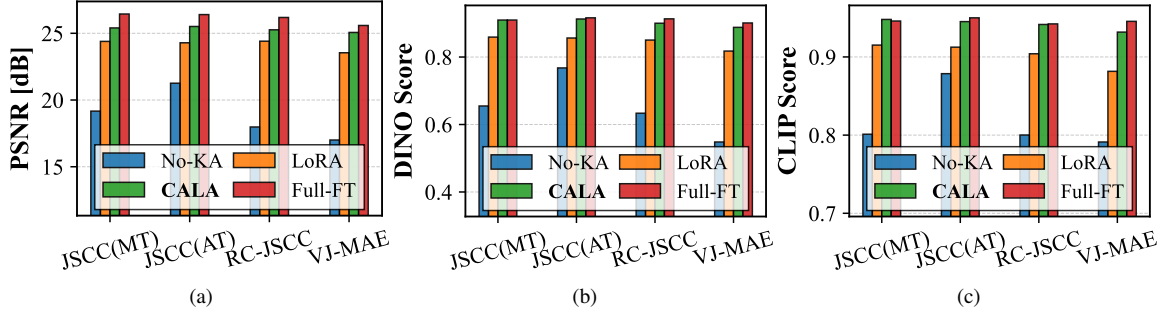 PSNR [dB]
25
20
15
No-KA
LoRA
CALA
Full-FT
JSCC(MT)
JSCC(AT)
RC-JSCC
VJ-MAE
(a)
DINO Score
0.8
0.6
0.4
No-KA
LoRA
CALA
Full-FT
JSCC(MT)
JSCC(AT)
RC-JSCC
VJ-MAE
(b)
CLIP Score
0.9
0.8
0.7
No-KA
LoRA
CALA
Full-FT
JSCC(MT)
JSCC(AT)
RC-JSCC
VJ-MAE
(c)